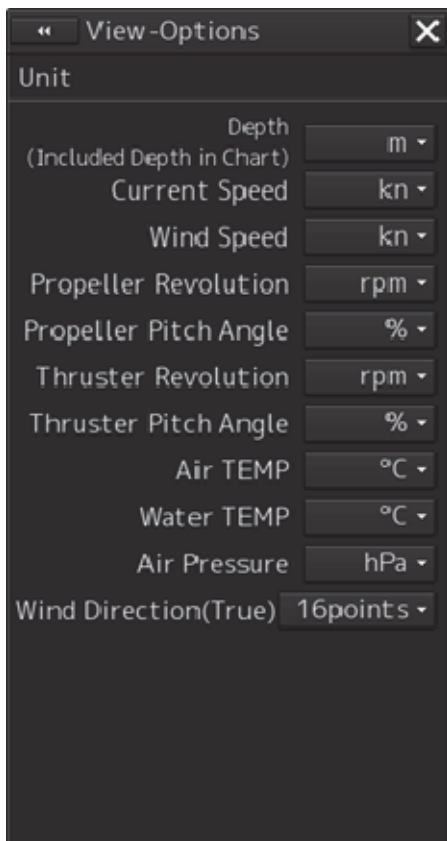 View-Options
Unit
Depth
(Included Depth in Chart) m
Current Speed kn
Wind Speed kn
Propeller Revolution rpm
Propeller Pitch Angle %
Thruster Revolution rpm
Thruster Pitch Angle %
Air TEMP °C
Water TEMP °C
Air Pressure hPa
Wind Direction(True) 16points